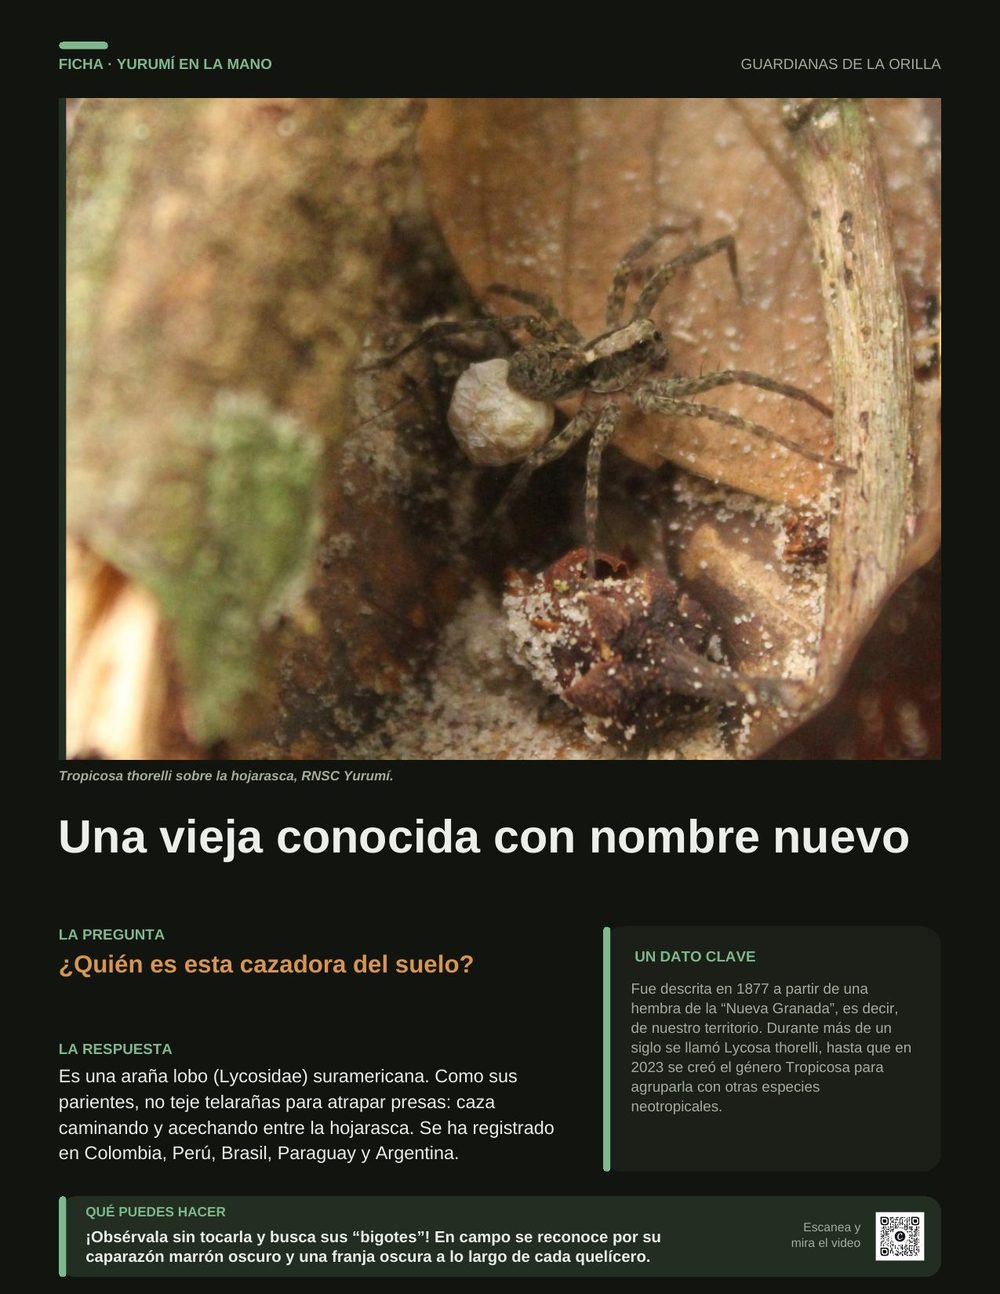 FICHA · YURUMÍ EN LA MANO
GUARDIANAS DE LA ORILLA
Tropicosa thorelli sobre la hojarasca, RNSC Yurumí.
Una vieja conocida con nombre nuevo
LA PREGUNTA
¿Quién es esta cazadora del suelo?
LA RESPUESTA
Es una araña lobo (Lycosidae) suramericana. Como sus
parientes, no teje telarañas para atrapar presas: caza
caminando y acechando entre la hojarasca. Se ha registrado
en Colombia, Perú, Brasil, Paraguay y Argentina.
UN DATO CLAVE
Fue descrita en 1877 a partir de una
hembra de la “Nueva Granada”, es decir,
de nuestro territorio. Durante más de un
siglo se llamó Lycosa thorelli, hasta que en
2023 se creó el género Tropicosa para
agruparla con otras especies
neotropicales.
QUÉ PUEDES HACER
¡Obsérvala sin tocarla y busca sus “bigotes”! En campo se reconoce por su
caparazón marrón oscuro y una franja oscura a lo largo de cada quelícero.
Escanea y
mira el video